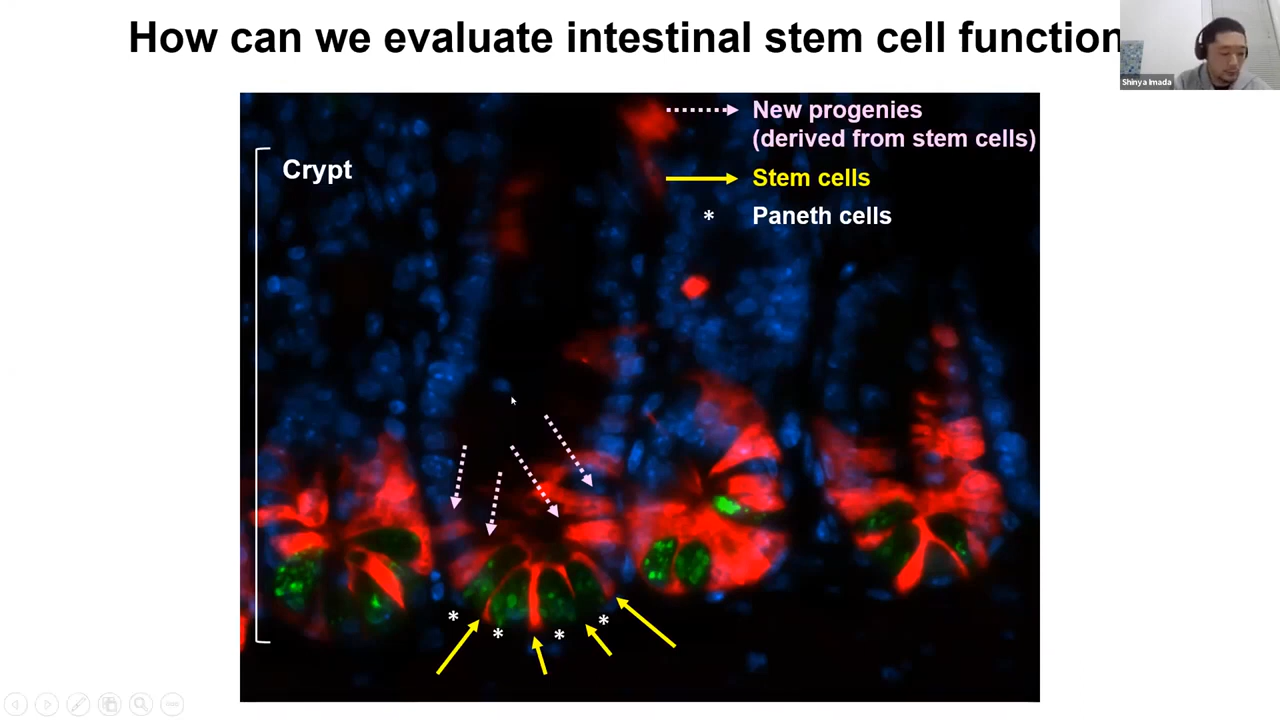 How can we evaluate intestinal stem cell function
Shinya Imada
New progenies
(derived from stem cells)
Crypt
Stem cells
* Paneth cells
*
*
*
*